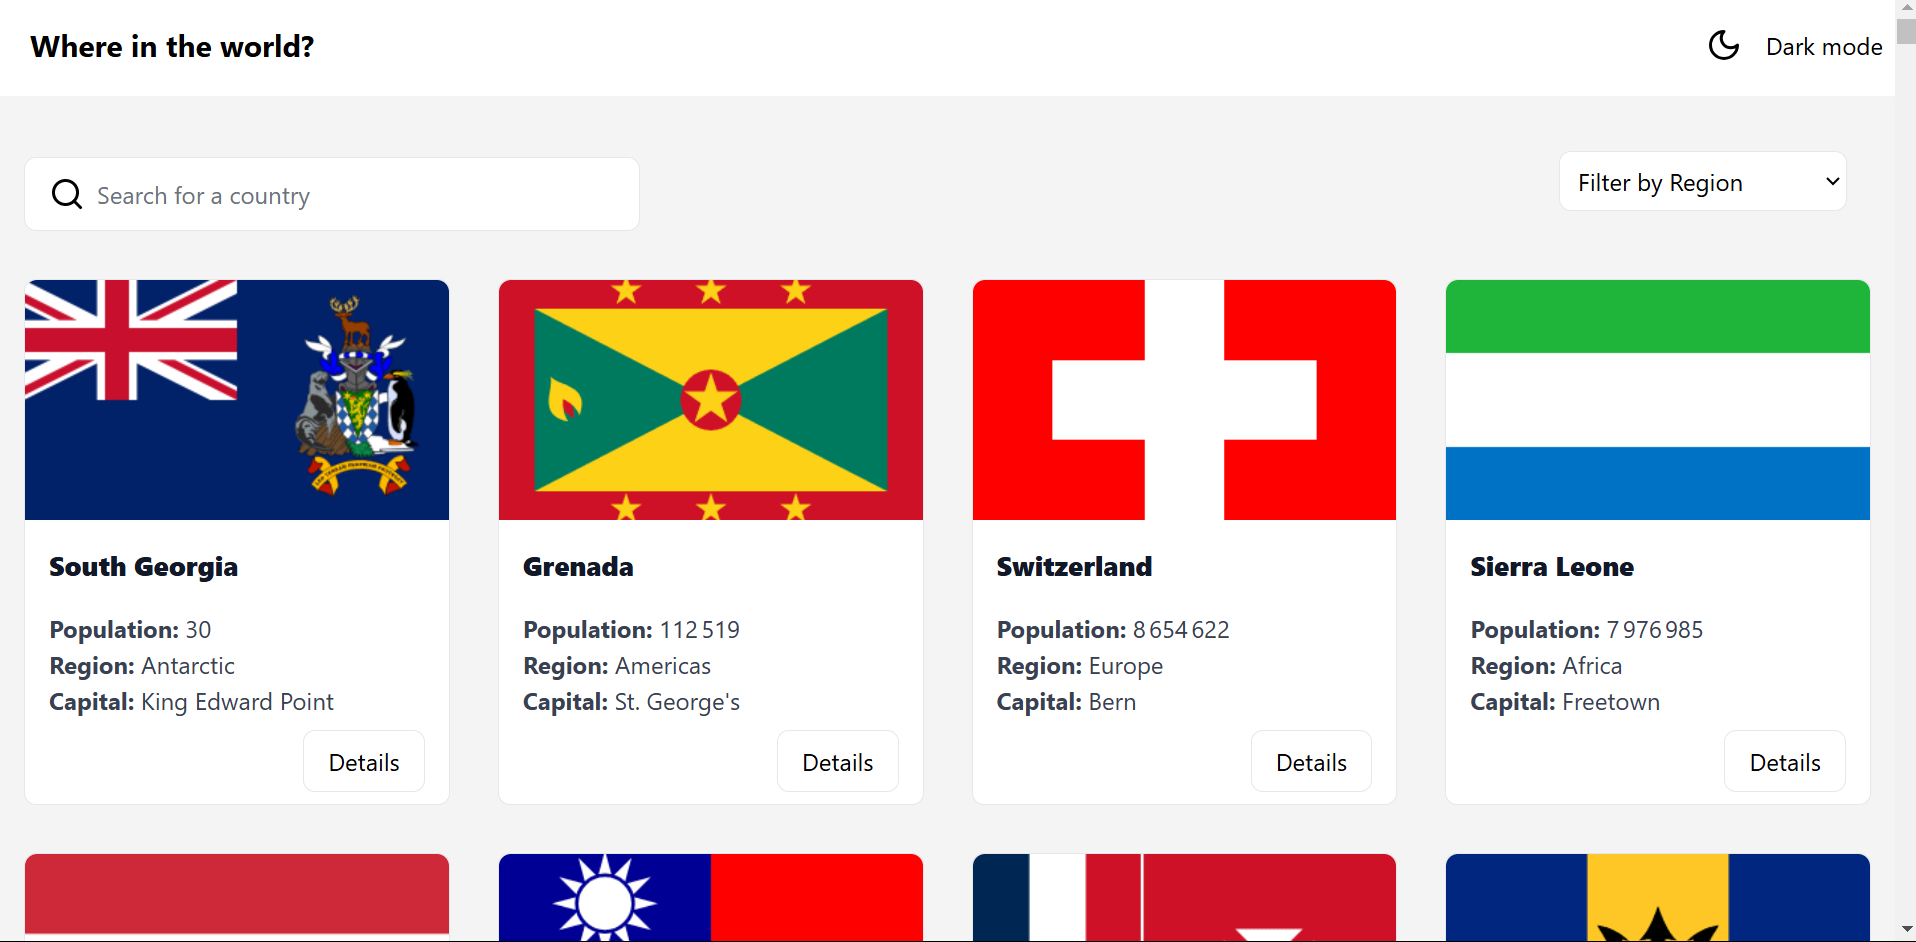 Where in the world?
Dark mode
Search for a country
Filter by Region
South Georgia
Population: 30
Region: Antarctic
Capital: King Edward Point
Details
Grenada
Population: 112 519
Region: Americas
Capital: St. George's
Details
Switzerland
Population: 8 654 622
Region: Europe
Capital: Bern
Details
Sierra Leone
Population: 7 976 985
Region: Africa
Capital: Freetown
Details